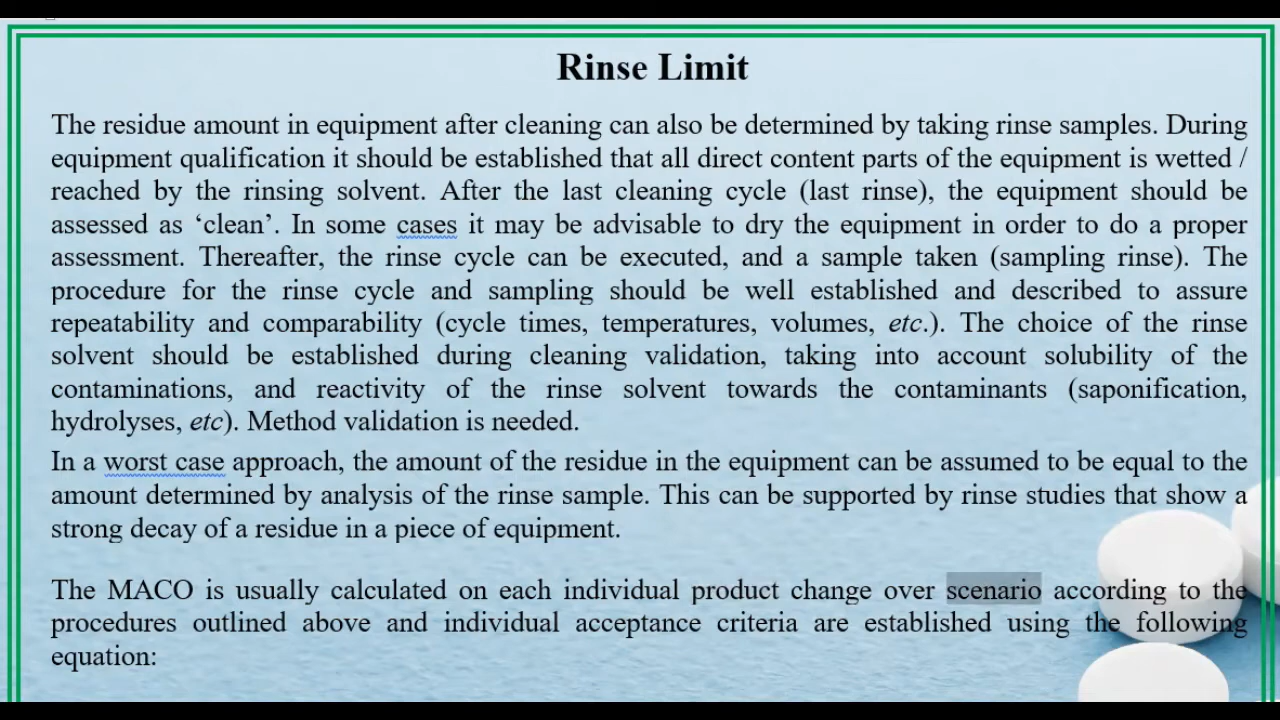 Rinse Limit
The residue amount in equipment after cleaning can also be determined by taking rinse samples. During
equipment qualification it should be established that all direct content parts of the equipment is wetted /
reached by the rinsing solvent. After the last cleaning cycle (last rinse), the equipment should be
assessed as ‘clean’. In some cases it may be advisable to dry the equipment in order to do a proper
assessment. Thereafter, the rinse cycle can be executed, and a sample taken (sampling rinse). The
procedure for the rinse cycle and sampling should be well established and described to assure
repeatability and comparability (cycle times, temperatures, volumes, etc.). The choice of the rinse
solvent should be established during cleaning validation, taking into account solubility of the
contaminations, and reactivity of the rinse solvent towards the contaminants (saponification,
hydrolyses, etc). Method validation is needed.
In a worst case approach, the amount of the residue in the equipment can be assumed to be equal to the
amount determined by analysis of the rinse sample. This can be supported by rinse studies that show a
strong decay of a residue in a piece of equipment.
The MACO is usually calculated on each individual product change over scenario according to the
procedures outlined above and individual acceptance criteria are established using the following
equation: